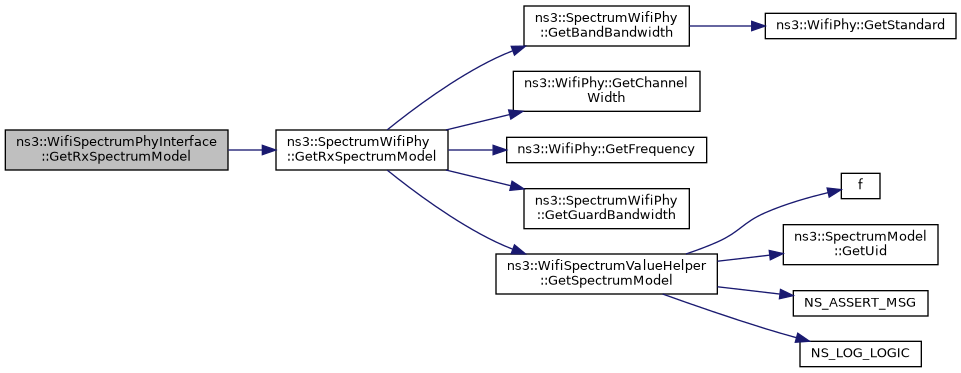 ns3::WifiSpectrumPhyInterface
::GetRxSpectrumModel
ns3::SpectrumWifiPhy
::GetRxSpectrumModel
ns3::SpectrumWifiPhy
::GetBandBandwidth
ns3::WifiPhy::GetStandard
ns3::WifiPhy::GetChannel
Width
ns3::WifiPhy::GetFrequency
ns3::SpectrumWifiPhy
::GetGuardBandwidth
ns3::WifiSpectrumValueHelper
::GetSpectrumModel
f
ns3::SpectrumModel
::GetUid
NS_ASSERT_MSG
NS_LOG_LOGIC